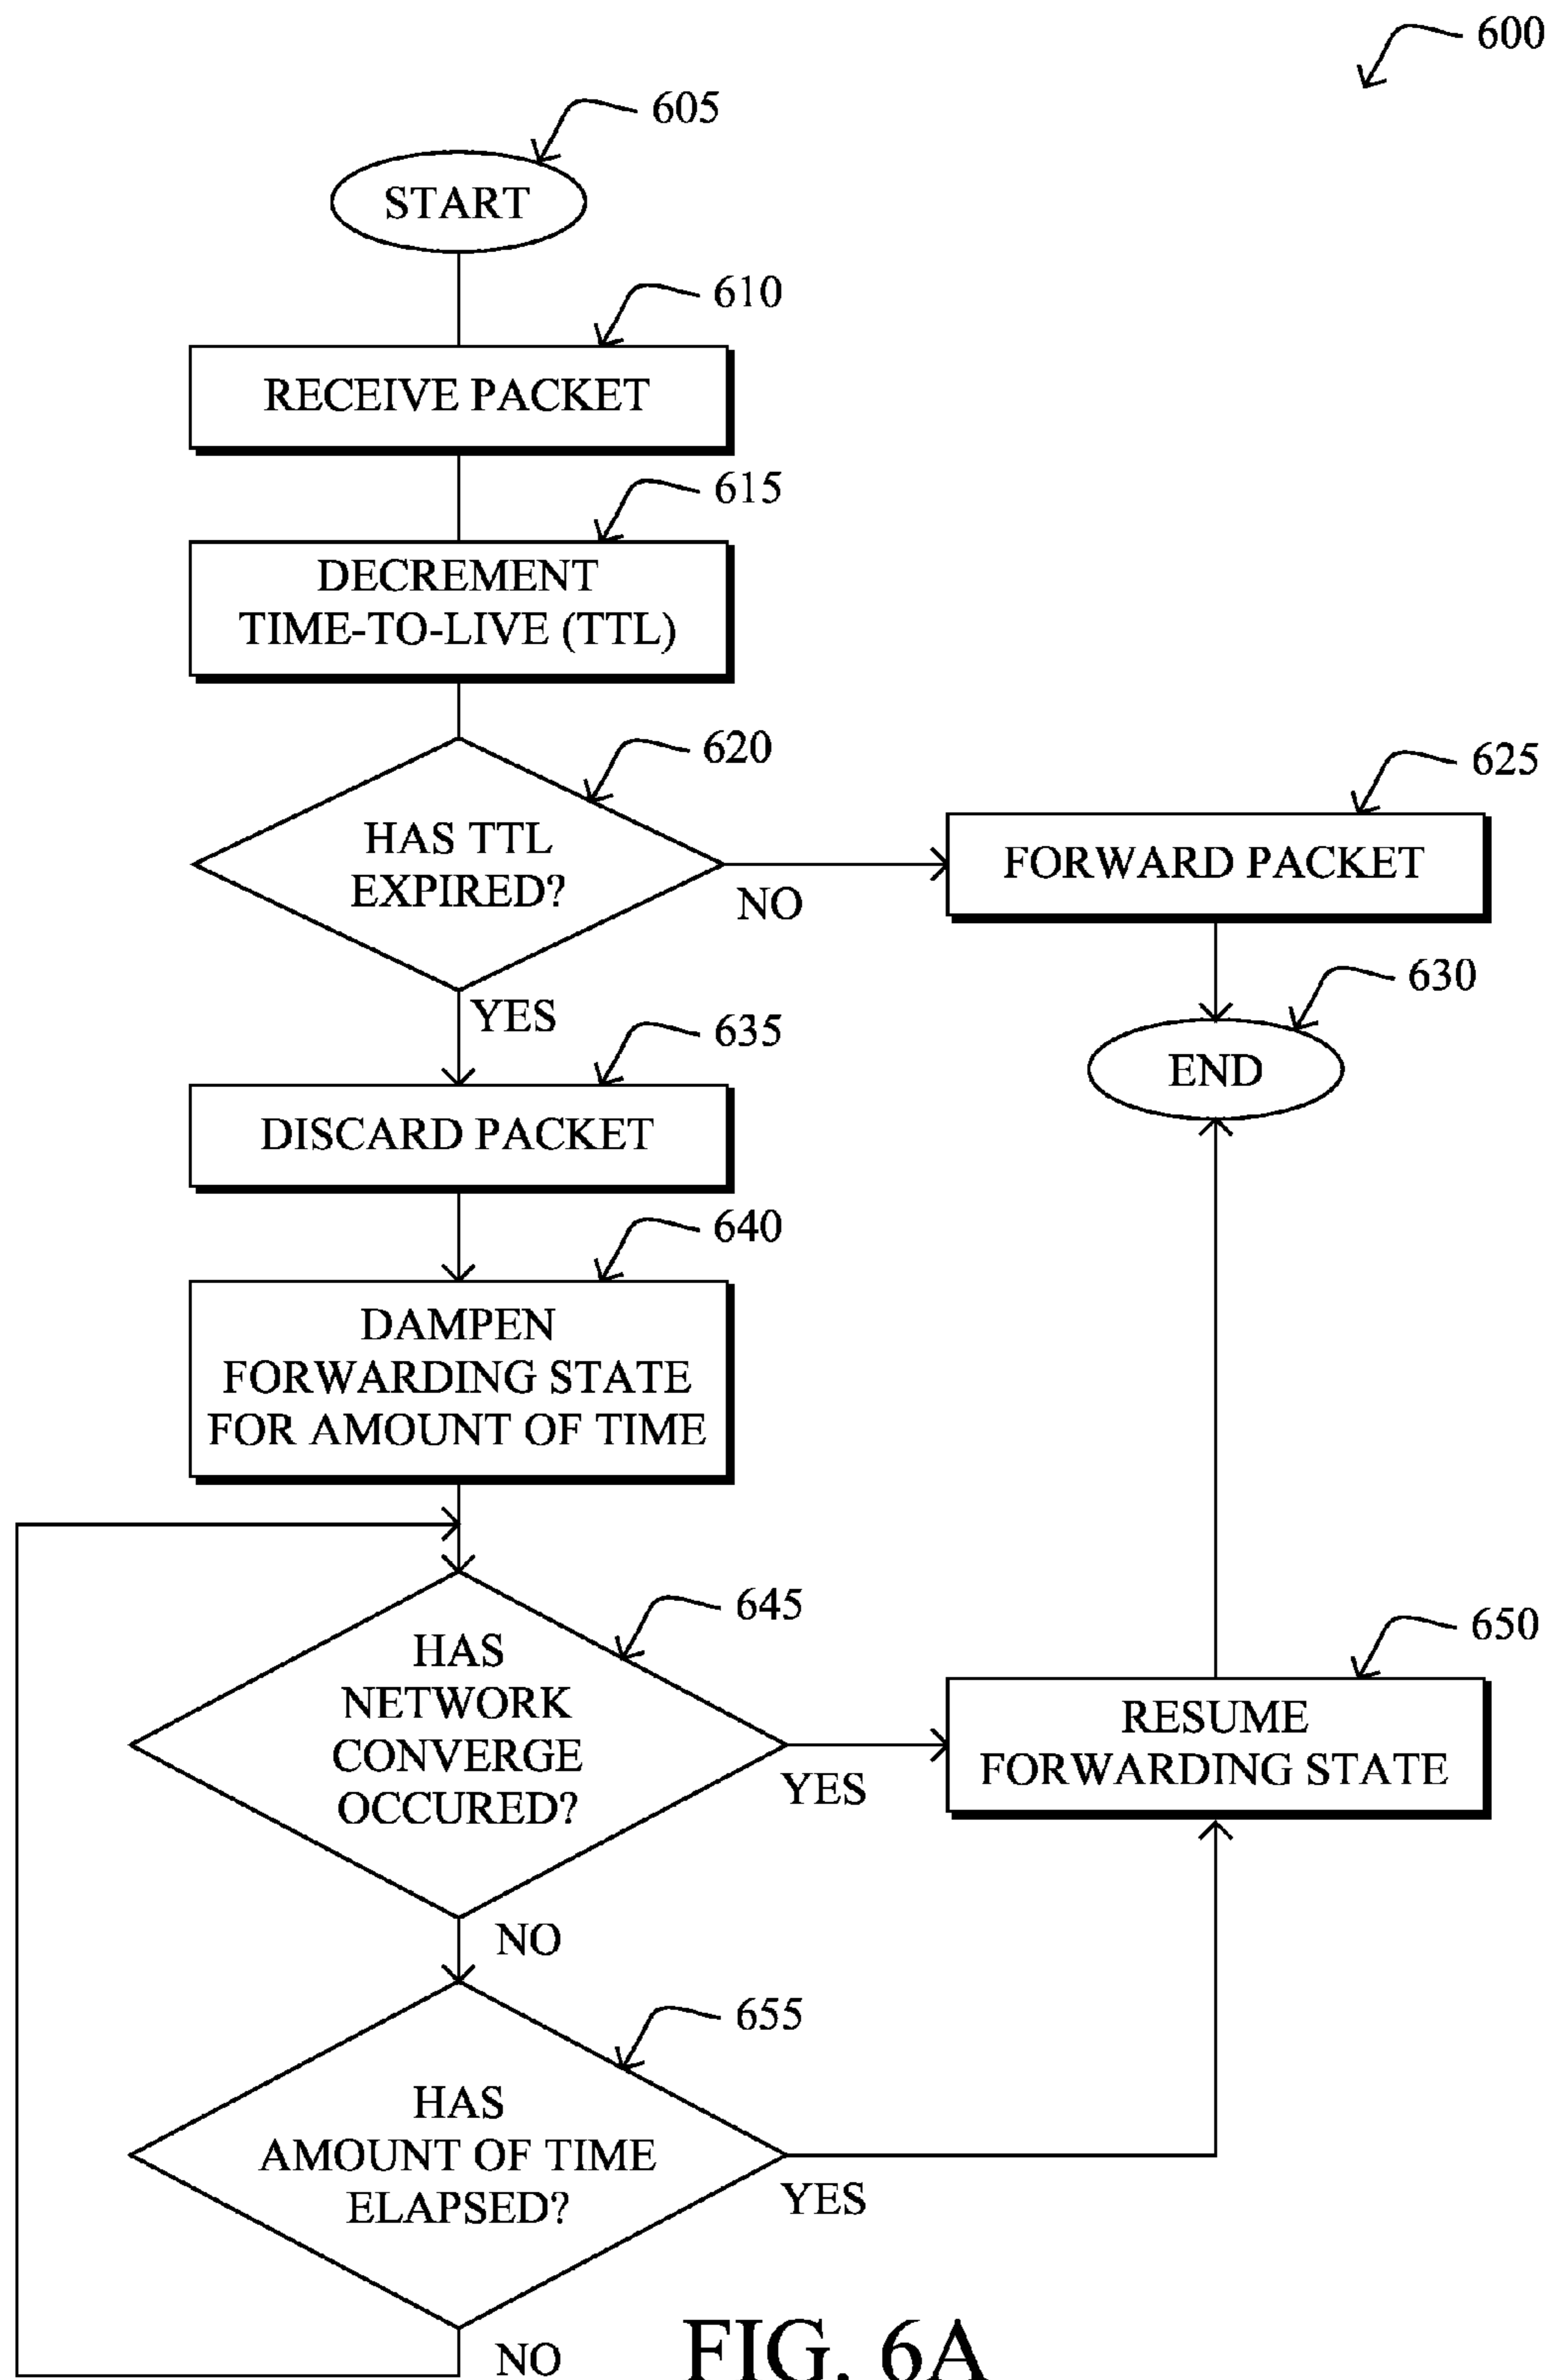 600
605
START
610
RECEIVE PACKET
615
DECREMENT
TIME-TO-LIVE (TTL)
620
HAS TTL
EXPIRED?
NO
625
FORWARD PACKET
630
END
YES
635
DISCARD PACKET
640
DAMPEN
FORWARDING STATE
FOR AMOUNT OF TIME
645
HAS
NETWORK
CONVERGE
OCCURED?
YES
650
RESUME
FORWARDING STATE
NO
655
HAS
AMOUNT OF TIME
ELAPSED?
YES
NO
FIG. 6A